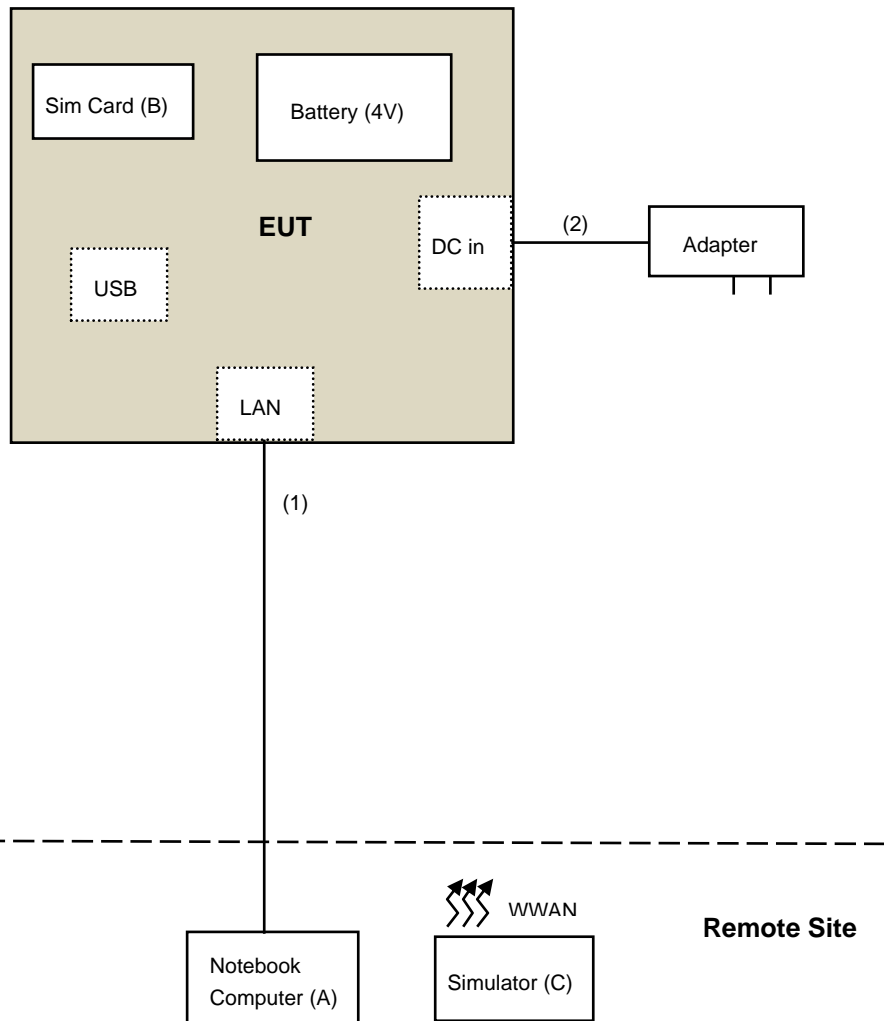 Sim Card (B)
Battery (4V)
EUT
(2)
DC in
Adapter
USB
LAN
(1)
WWAN
Remote Site
Notebook
Computer (A)
Simulator (C)